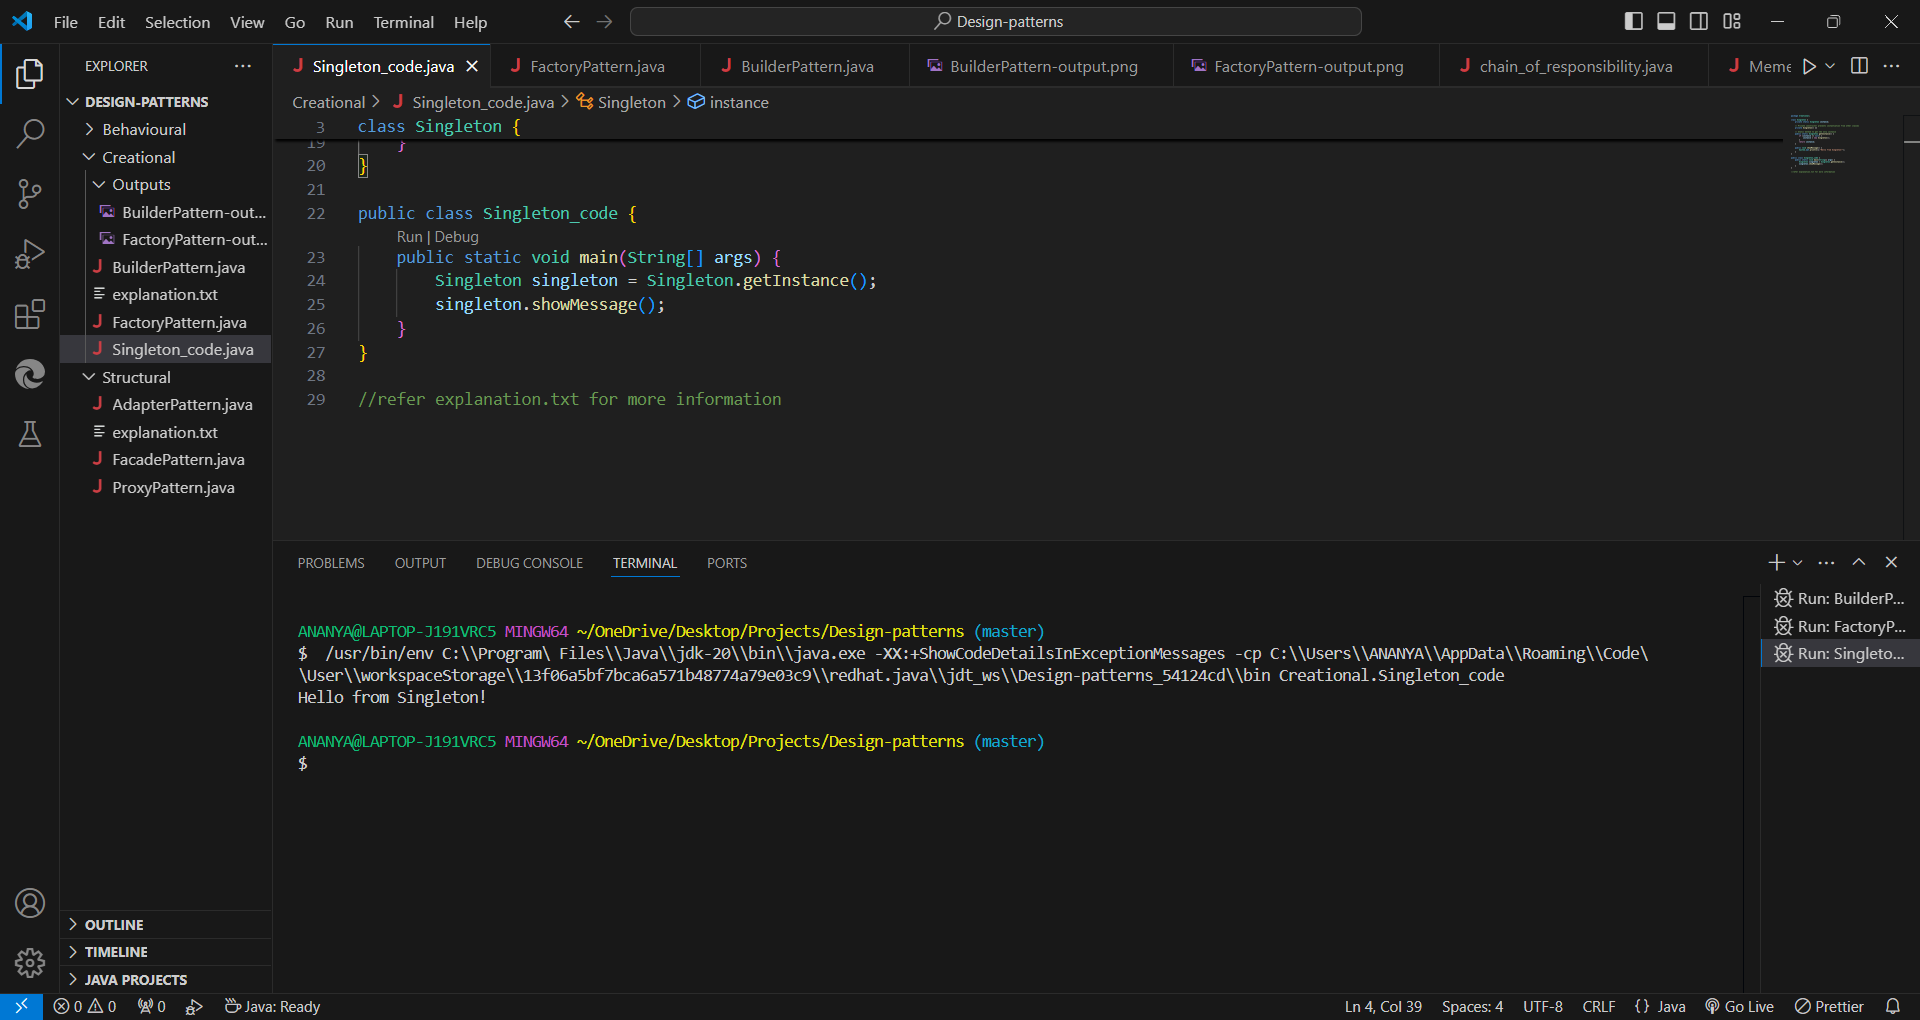 File Edit Selection View Go Run Terminal Help
Design-patterns
EXPLORER
DESIGN-PATTERNS
Behavioural
Creational
Outputs
BuilderPattern-out...
FactoryPattern-out...
BuilderPattern.java
explanation.txt
FactoryPattern.java
Singleton_code.java
Structural
AdapterPattern.java
explanation.txt
FacadePattern.java
ProxyPattern.java
OUTLINE
TIMELINE
JAVA PROJECTS
Singleton_code.java FactoryPattern.java BuilderPattern.java BuilderPattern-output.png FactoryPattern-output.png chain_of_responsibility.java Meme
Creational > Singleton_code.java > Singleton > instance
3 class Singleton {
19 }
20 }
21
22 public class Singleton_code {
Run | Debug
23 public static void main(String[] args) {
24 Singleton singleton = Singleton.getInstance();
25 singleton.showMessage();
26 }
27 }
28
29 //refer explanation.txt for more information
PROBLEMS OUTPUT DEBUG CONSOLE TERMINAL PORTS
ANANYA@LAPTOP-J191VRC5 MINGW64 ~/OneDrive/Desktop/Projects/Design-patterns (master)
$ /usr/bin/env C:\\Program\ Files\\Java\\jdk-20\\bin\\java.exe -XX:+ShowCodeDetailsInExceptionMessages -cp C:\\Users\\ANANYA\\AppData\\Roaming\\Code\
\User\\workspaceStorage\\13f06a5bf7bca6a571b48774a79e03c9\\redhat.java\\jdt_ws\\Design-patterns_54124cd\\bin Creational.Singleton_code
Hello from Singleton!
ANANYA@LAPTOP-J191VRC5 MINGW64 ~/OneDrive/Desktop/Projects/Design-patterns (master)
$
Run: BuilderP...
Run: FactoryP...
Run: Singleto...
0 0 0 Java: Ready Ln 4, Col 39 Spaces: 4 UTF-8 CRLF {} Java Go Live Prettier